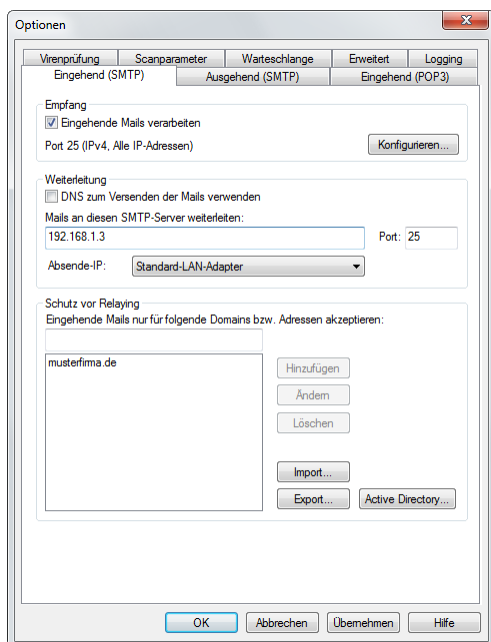 Optionen
Virenprüfung Scanparameter Warteschlange Erweitert Logging
Eingehend (SMTP) Ausgehend (SMTP) Eingehend (POP3)
Empfang
Eingehende Mails verarbeiten
Port 25 (IPv4, Alle IP-Adressen) Konfigurieren...
Weiterleitung
DNS zum Versenden der Mails verwenden
Mails an diesen SMTP-Server weiterleiten:
192.168.1.3 Port: 25
Absende-IP: Standard-LAN-Adapter
Schutz vor Relaying
Eingehende Mails nur für folgende Domains bzw. Adressen akzeptieren:
musterfirma.de
Hinzufügen
Ändern
Löschen
Import...
Export... Active Directory...
OK Abbrechen Übernehmen Hilfe